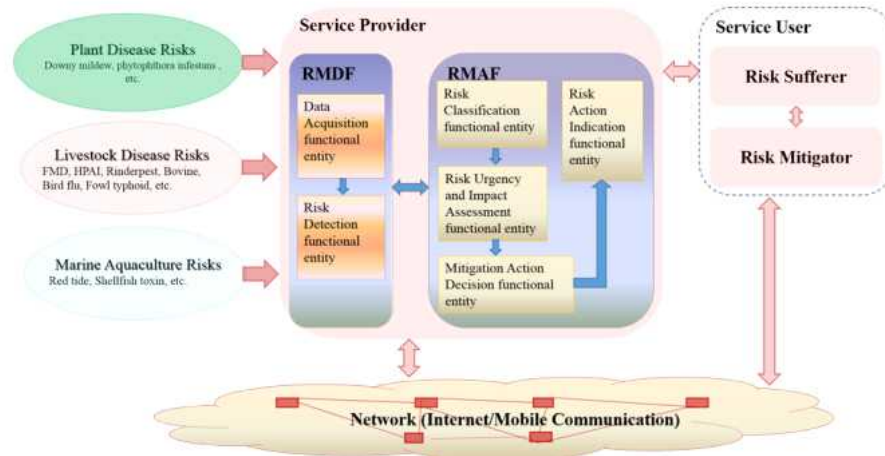 Plant Disease Risks
Downy mildew, phytophthora infestans ,
etc.
Livestock Disease Risks
FMD, HPAI, Rinderpest, Bovine,
Bird flu, Fowl typhoid, etc.
Marine Aquaculture Risks
Red tide, Shellfish toxin, etc.
Service Provider
RMDF
Data
Acquisition
functional
entity
Risk
Detection
functional
entity
RMAF
Risk
Classification
functional entity
Risk Urgency
and Impact
Assessment
functional entity
Mitigation Action
Decision functional
entity
Risk
Action
Indication
functional
entity
Service User
Risk Sufferer
Risk Mitigator
Network (Internet/Mobile Communication)